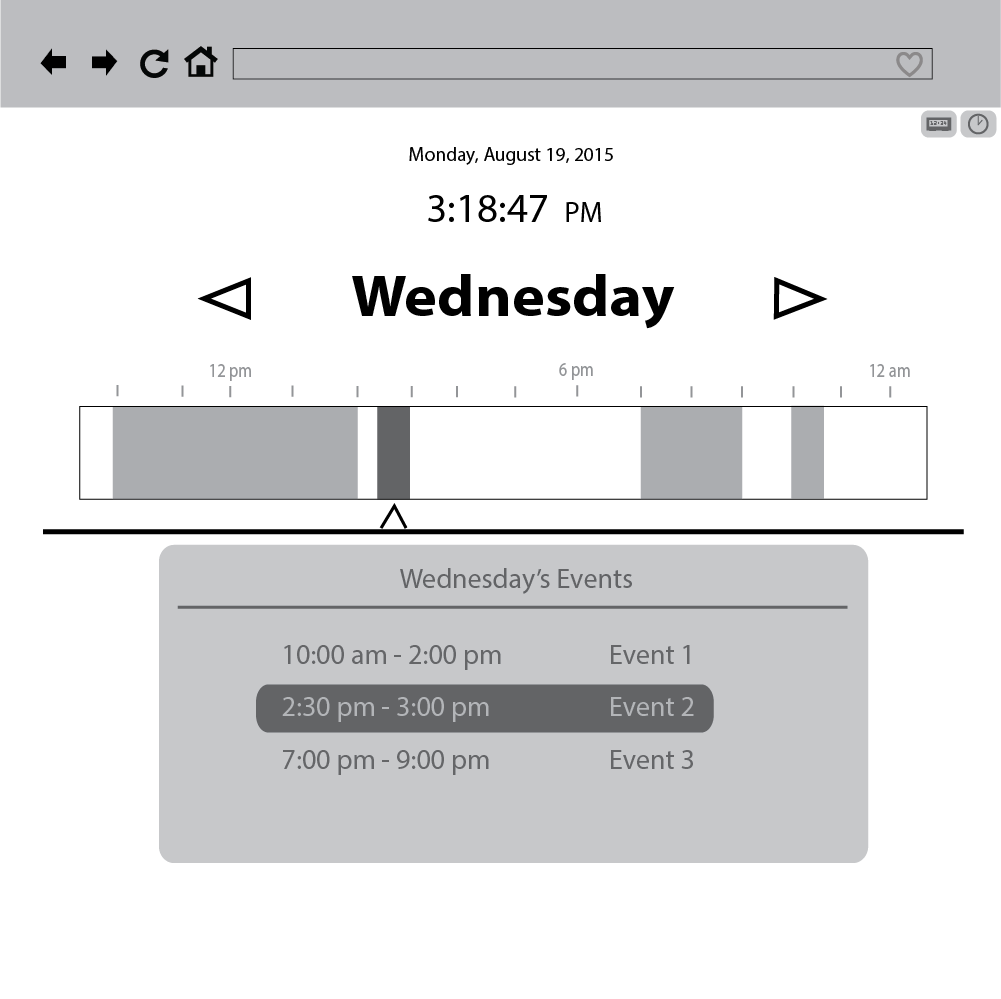 Monday, August 19, 2015
3:18:47 PM
Wednesday
12 pm 6 pm 12 am
Wednesday’s Events
10:00 am - 2:00 pm Event 1
2:30 pm - 3:00 pm Event 2
7:00 pm - 9:00 pm Event 3